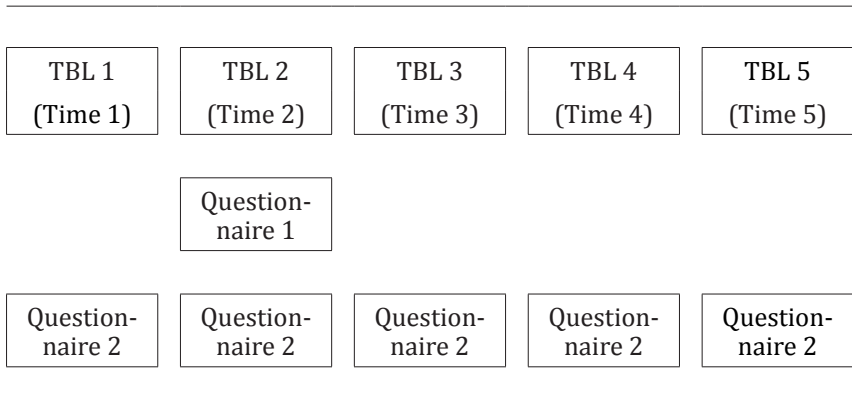 TBL 1
(Time 1)
TBL 2
(Time 2)
TBL 3
(Time 3)
TBL 4
(Time 4)
TBL 5
(Time 5)
Question-
naire 1
Question-
naire 2
Question-
naire 2
Question-
naire 2
Question-
naire 2
Question-
naire 2